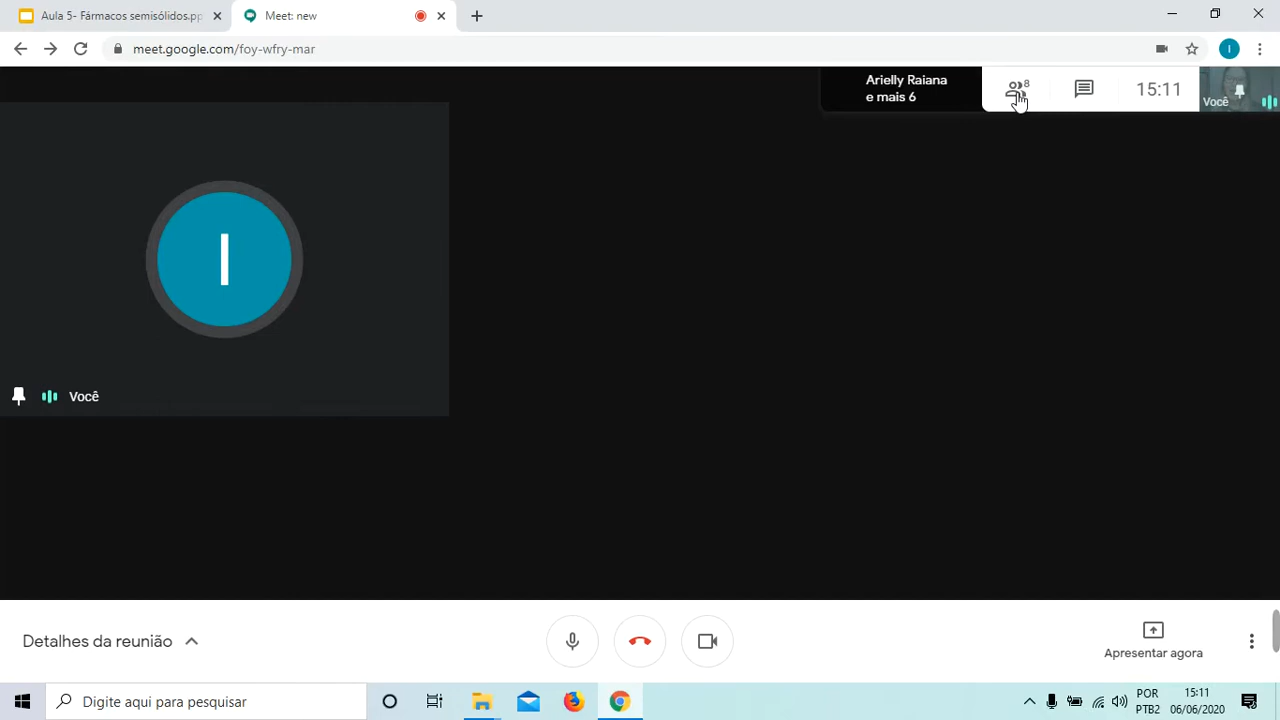 Aula 5- Fármacos semisólidos.pp
Meet: new
meet.google.com/foy-wfry-mar
I
Arielly Raiana
e mais 6
8
15:11
Você
I
Você
Detalhes da reunião
Apresentar agora
Digite aqui para pesquisar
POR
PTB2
15:11
06/06/2020